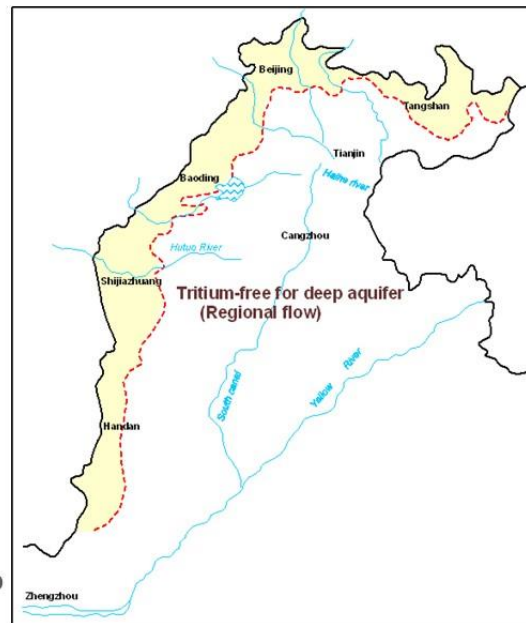 Beijing
Tangshan
Tianjin
Baoding
Haihe river
Cangzhou
Hutuo River
Shijiazhuang
Tritium-free for deep aquifer
(Regional flow)
South canal
Yellow River
Handan
Zhengzhou